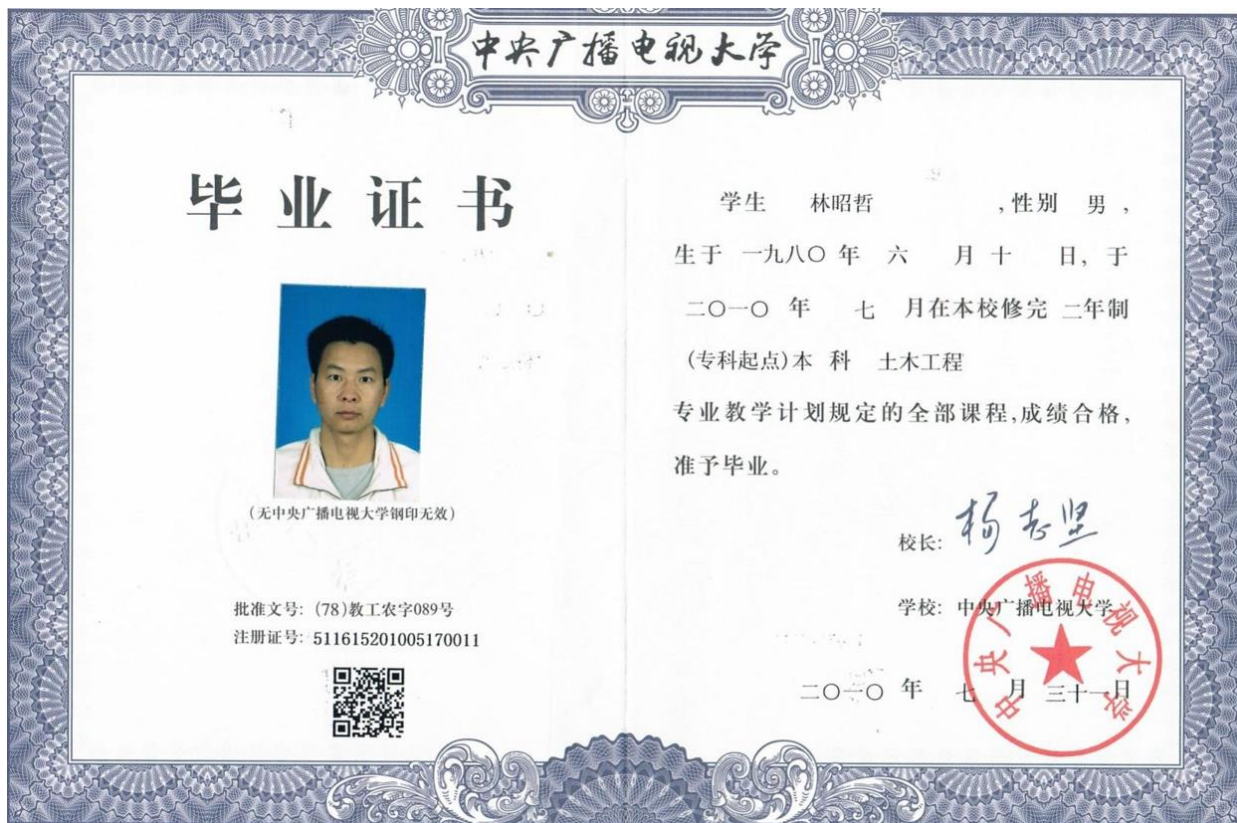 中央广播电视大学
毕业证书
(无中央广播电视大学钢印无效)
批准文号: (78)教工农字089号
注册证号: 511615201005170011
学生 林昭哲 ,性别 男 ,
生于 一九八〇 年 六 月 十 日, 于
二〇一〇 年 七 月在本校修完 二年制
(专科起点)本 科 土木工程
专业教学计划规定的全部课程,成绩合格,
准予毕业。
校长: 杨志坚
学校: 中央广播电视大学
二〇一〇 年 七 月 三十一日
中央广播电视大学